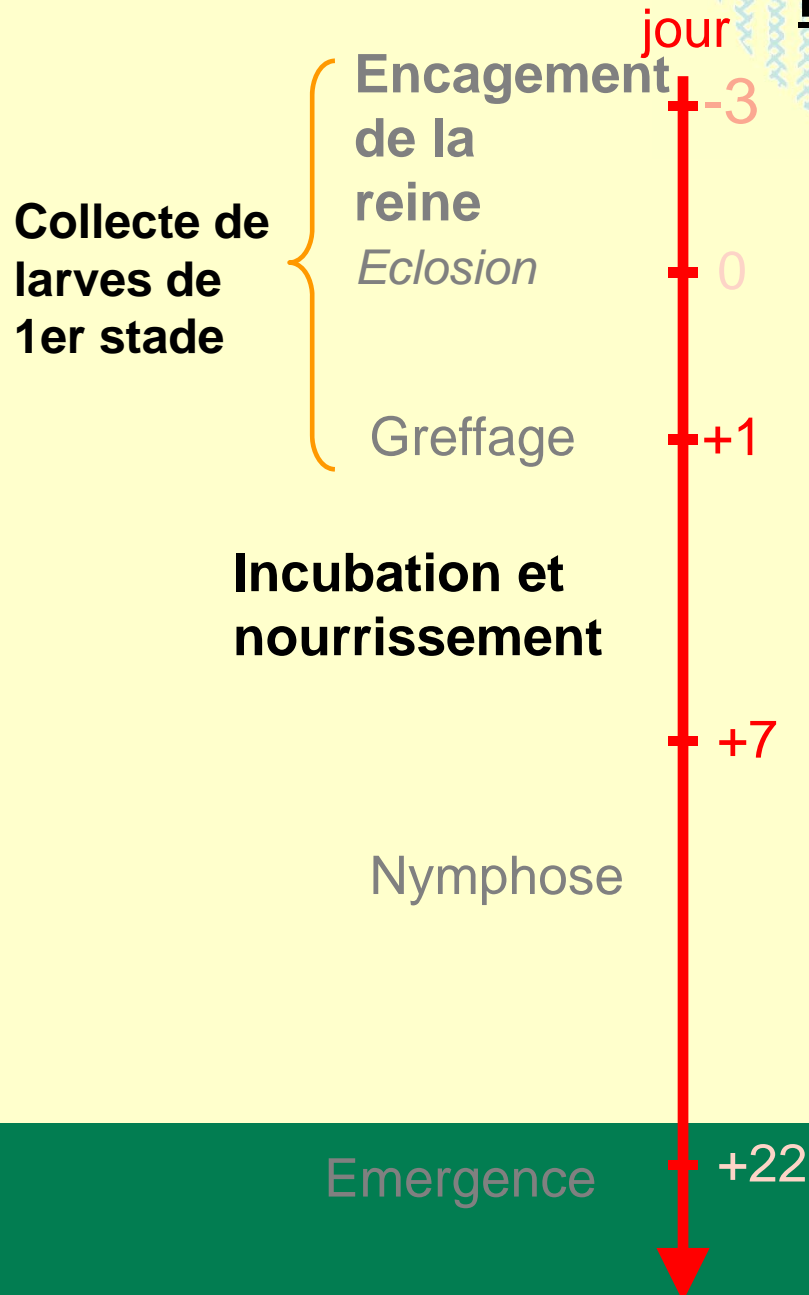 jour
Encagement
de la
reine
-3
Collecte de
larves de
1er stade
Eclosion
0
Greffage
+1
Incubation et
nourrissement
+7
Nymphose
Emergence
+22